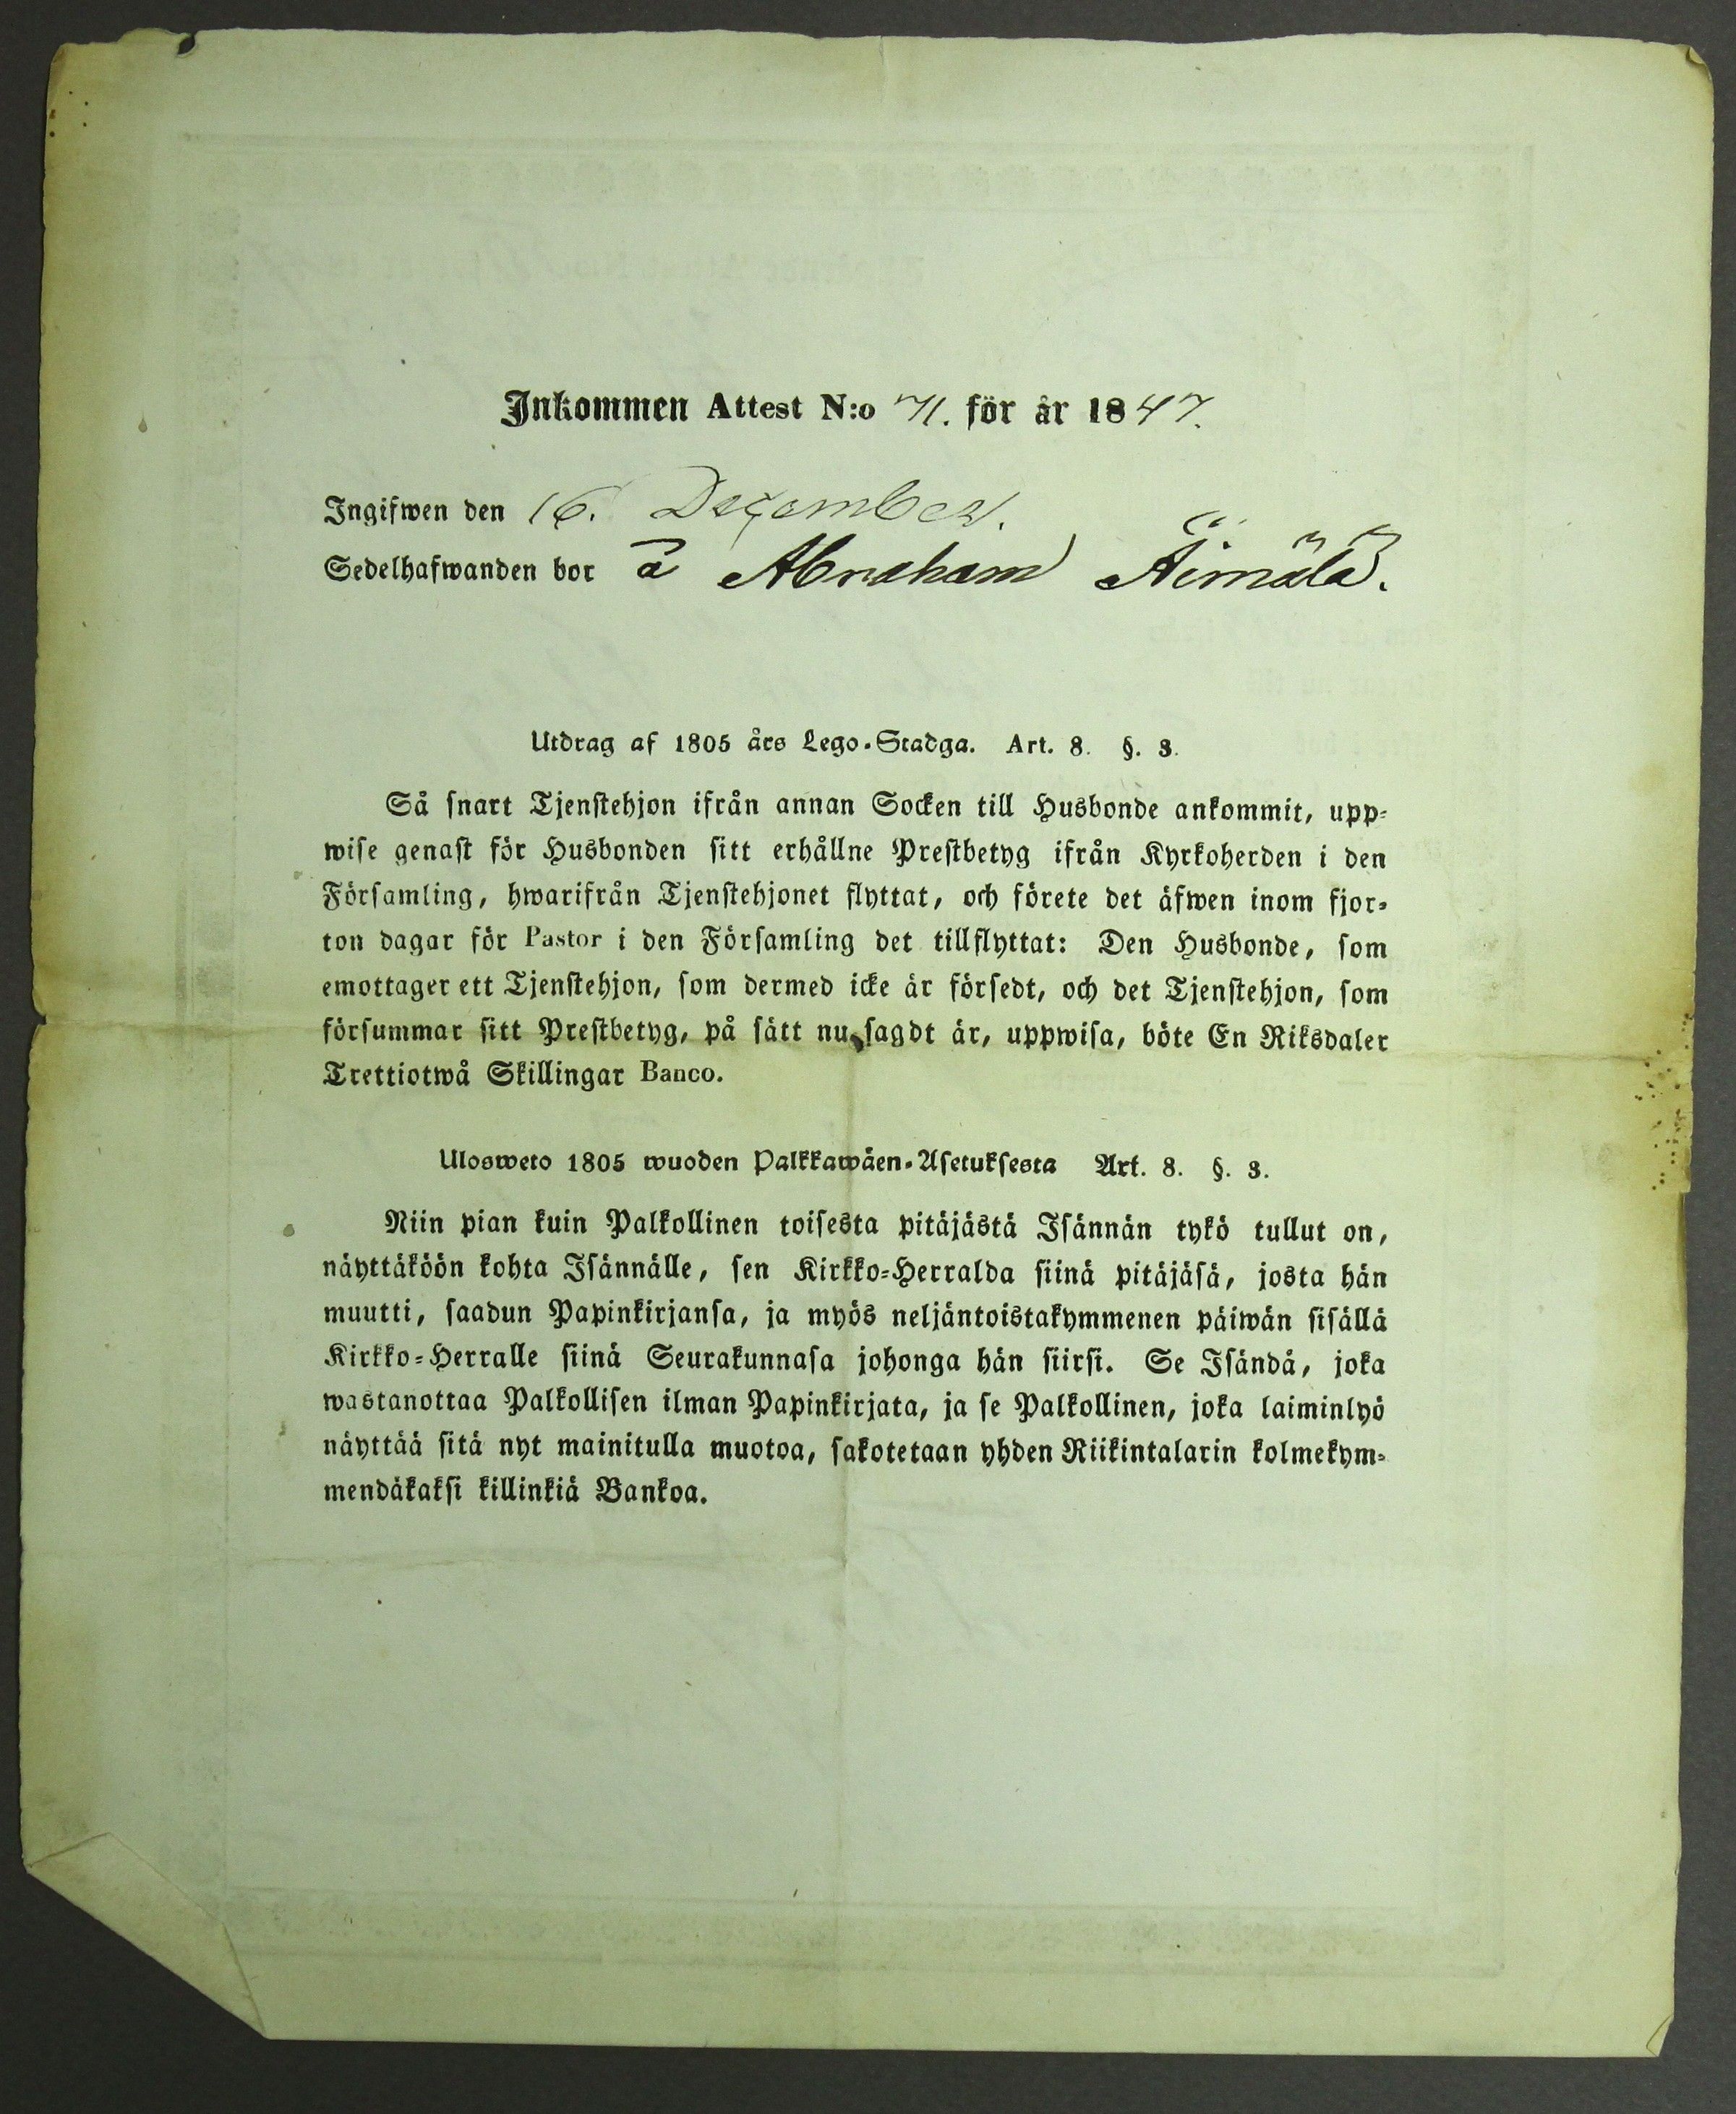 Inkommen Attest N:o 71. för år 1847.
Ingifwen den 16. December.
Sedelhafwanden bor å Abraham Äimälä.
Utdrag af 1805 års Lego-Stadga. Art. 8. §. 3.
Så snart Tjenstehjon ifrån annan Socken till Husbonde ankommit, upp-
wise genast för Husbonden sitt erhållne Prestbetyg ifrån Kyrkoherden i den
Församling, hwarifrån Tjenstehjonet flyttat, och förete det äfwen inom fjor-
ton dagar för Pastor i den Församling det tillflyttat: Den Husbonde, som
emottager ett Tjenstehjon, som dermed icke är försedt, och det Tjenstehjon, som
försummar sitt Prestbetyg, på sätt nu sagdt är, uppwisa, böte En Riksdaler
Trettiotwå Skillingar Banco.
Ulosweto 1805 wuoden Palkkawäen-Asetuksesta Art. 8. §. 3.
Niin pian kuin Palkollinen toisesta pitäjästä Isännän tykö tullut on,
näyttäköön kohta Isännälle, sen Kirkko-Herralda siinä pitäjäsä, josta hän
muutti, saadun Papinkirjansa, ja myös neljäntoistakymmenen päiwän sisällä
Kirkko-Herralle siinä Seurakunnasa johonga hän siirsi. Se Isändä, joka
wastanottaa Palkollisen ilman Papinkirjata, ja se Palkollinen, joka laiminlyö
näyttää sitä nyt mainitulla muotoa, sakotetaan yhden Riikintalarin kolmekym-
mendäkaksi killinkiä Bankoa.